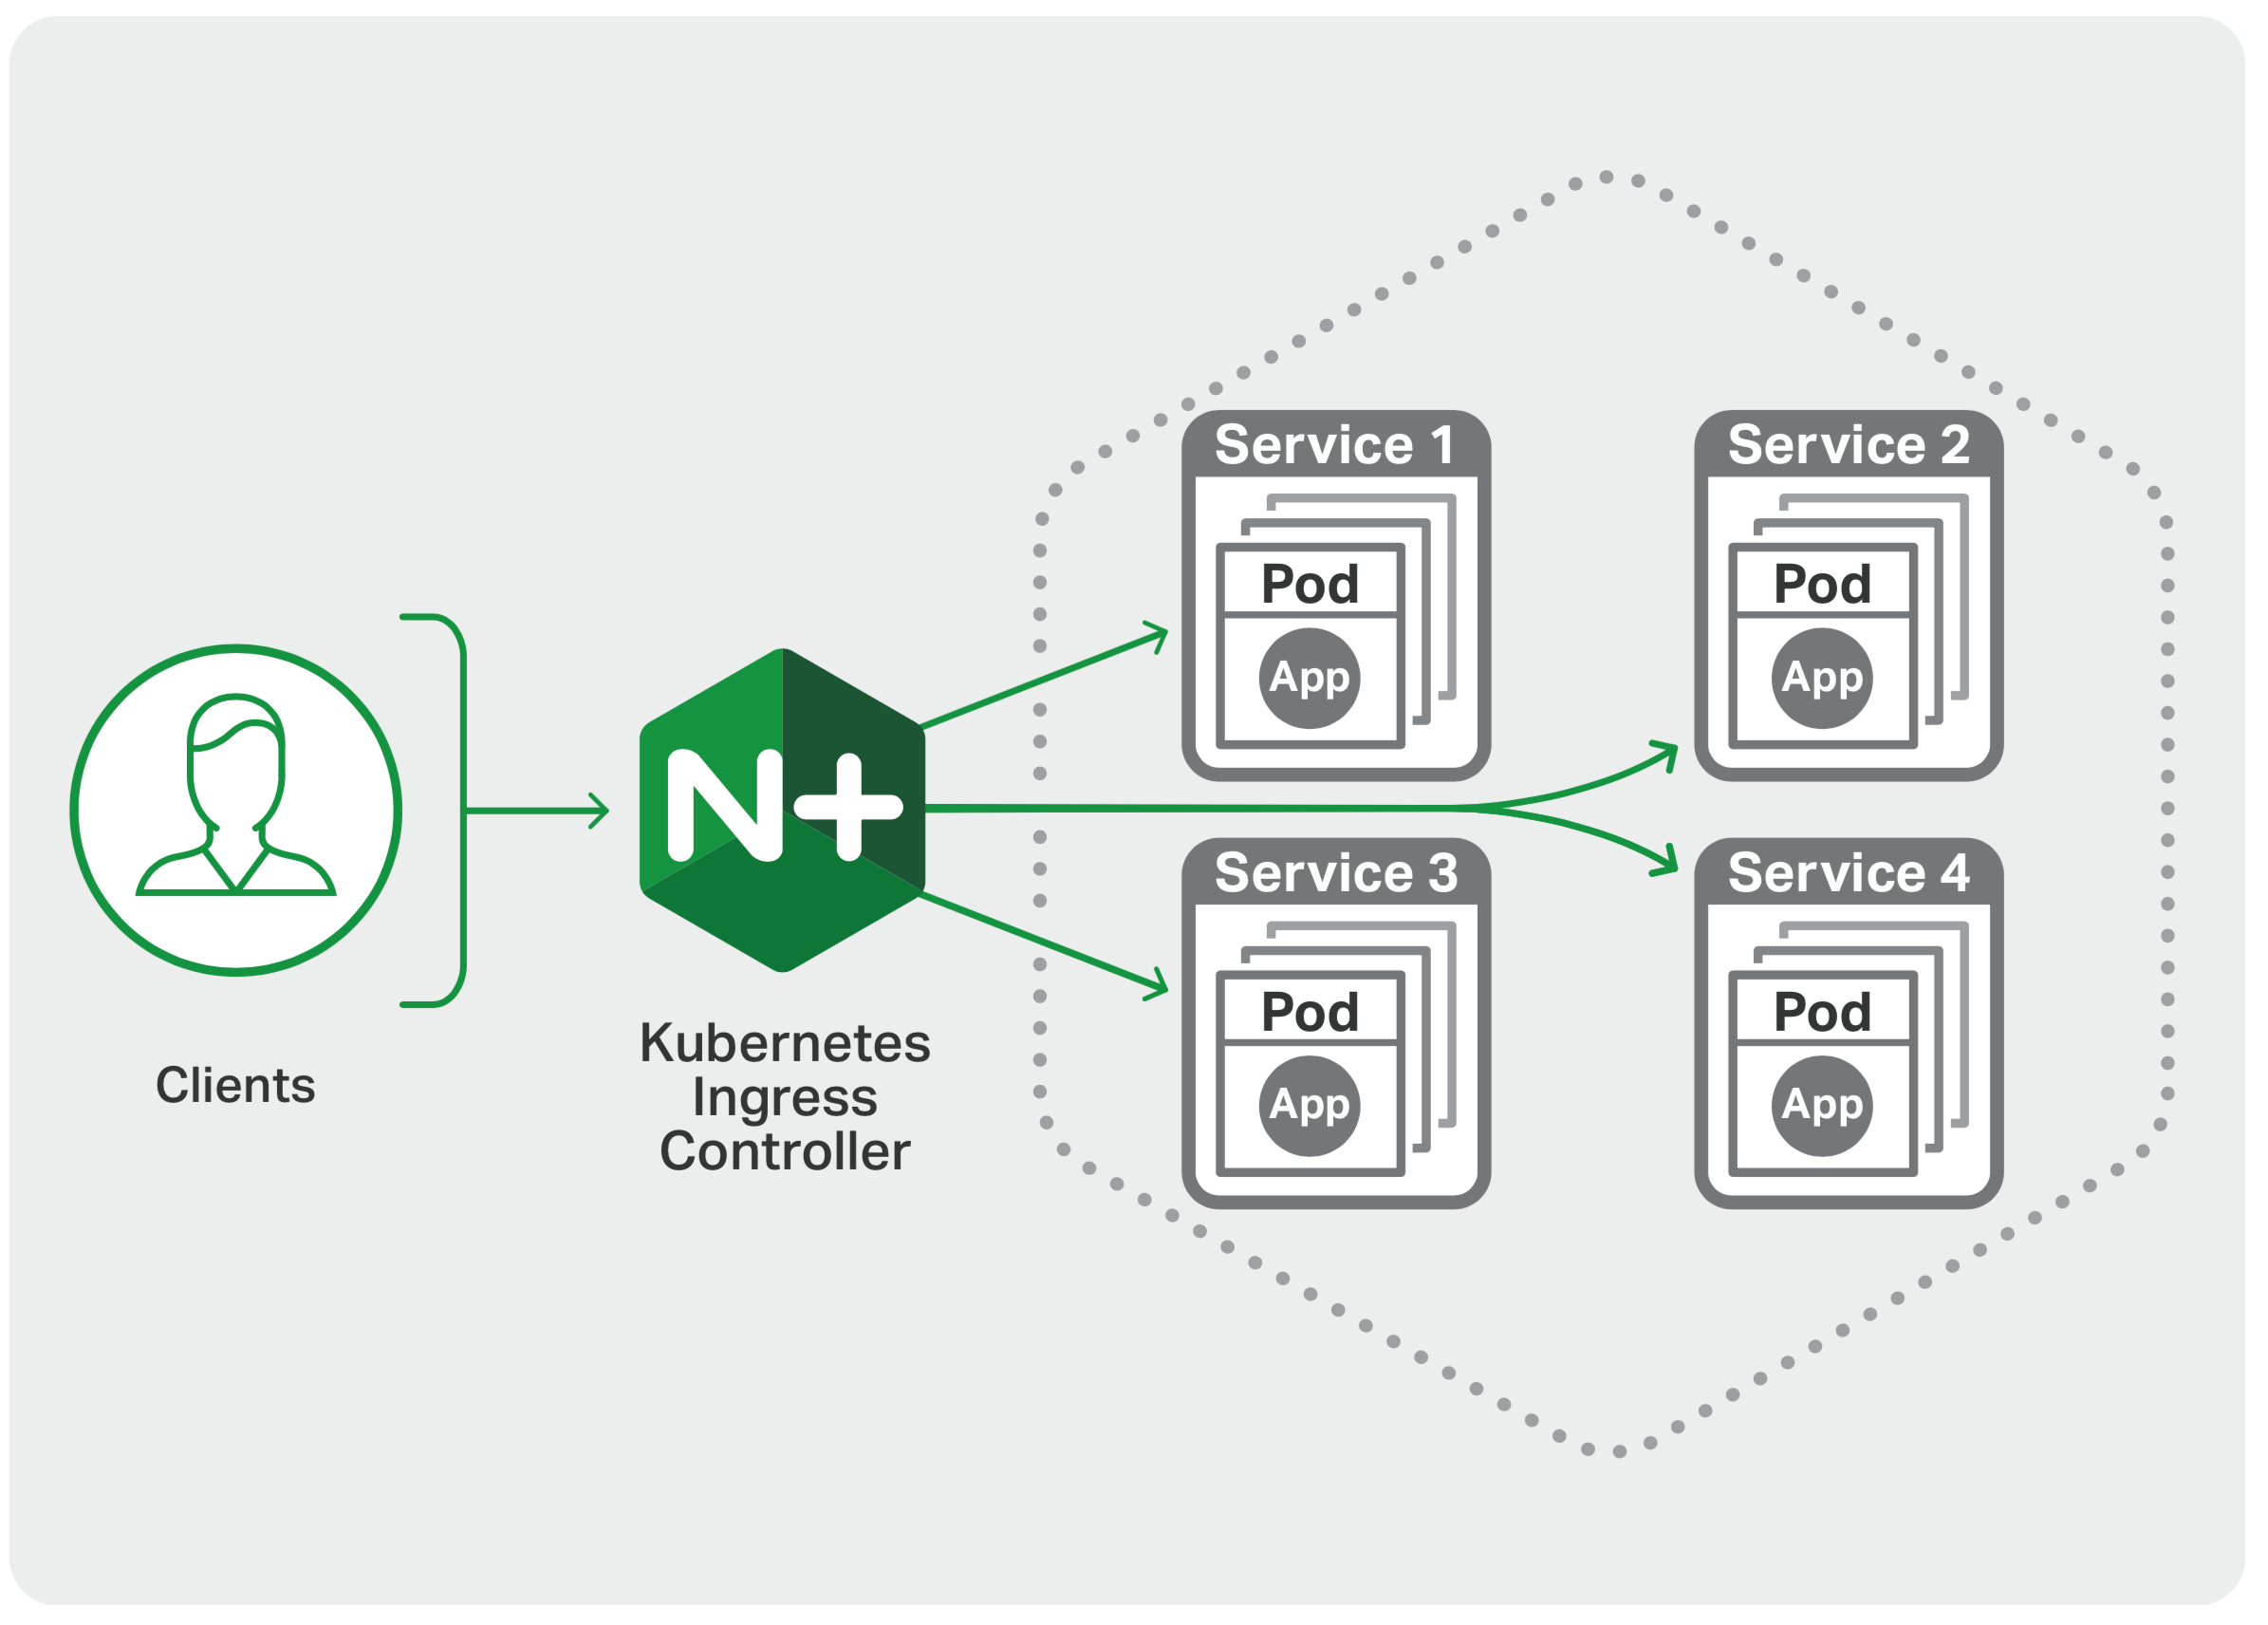 Clients
N+
Kubernetes
Ingress
Controller
Service 1
Pod
App
Service 2
Pod
App
Service 3
Pod
App
Service 4
Pod
App